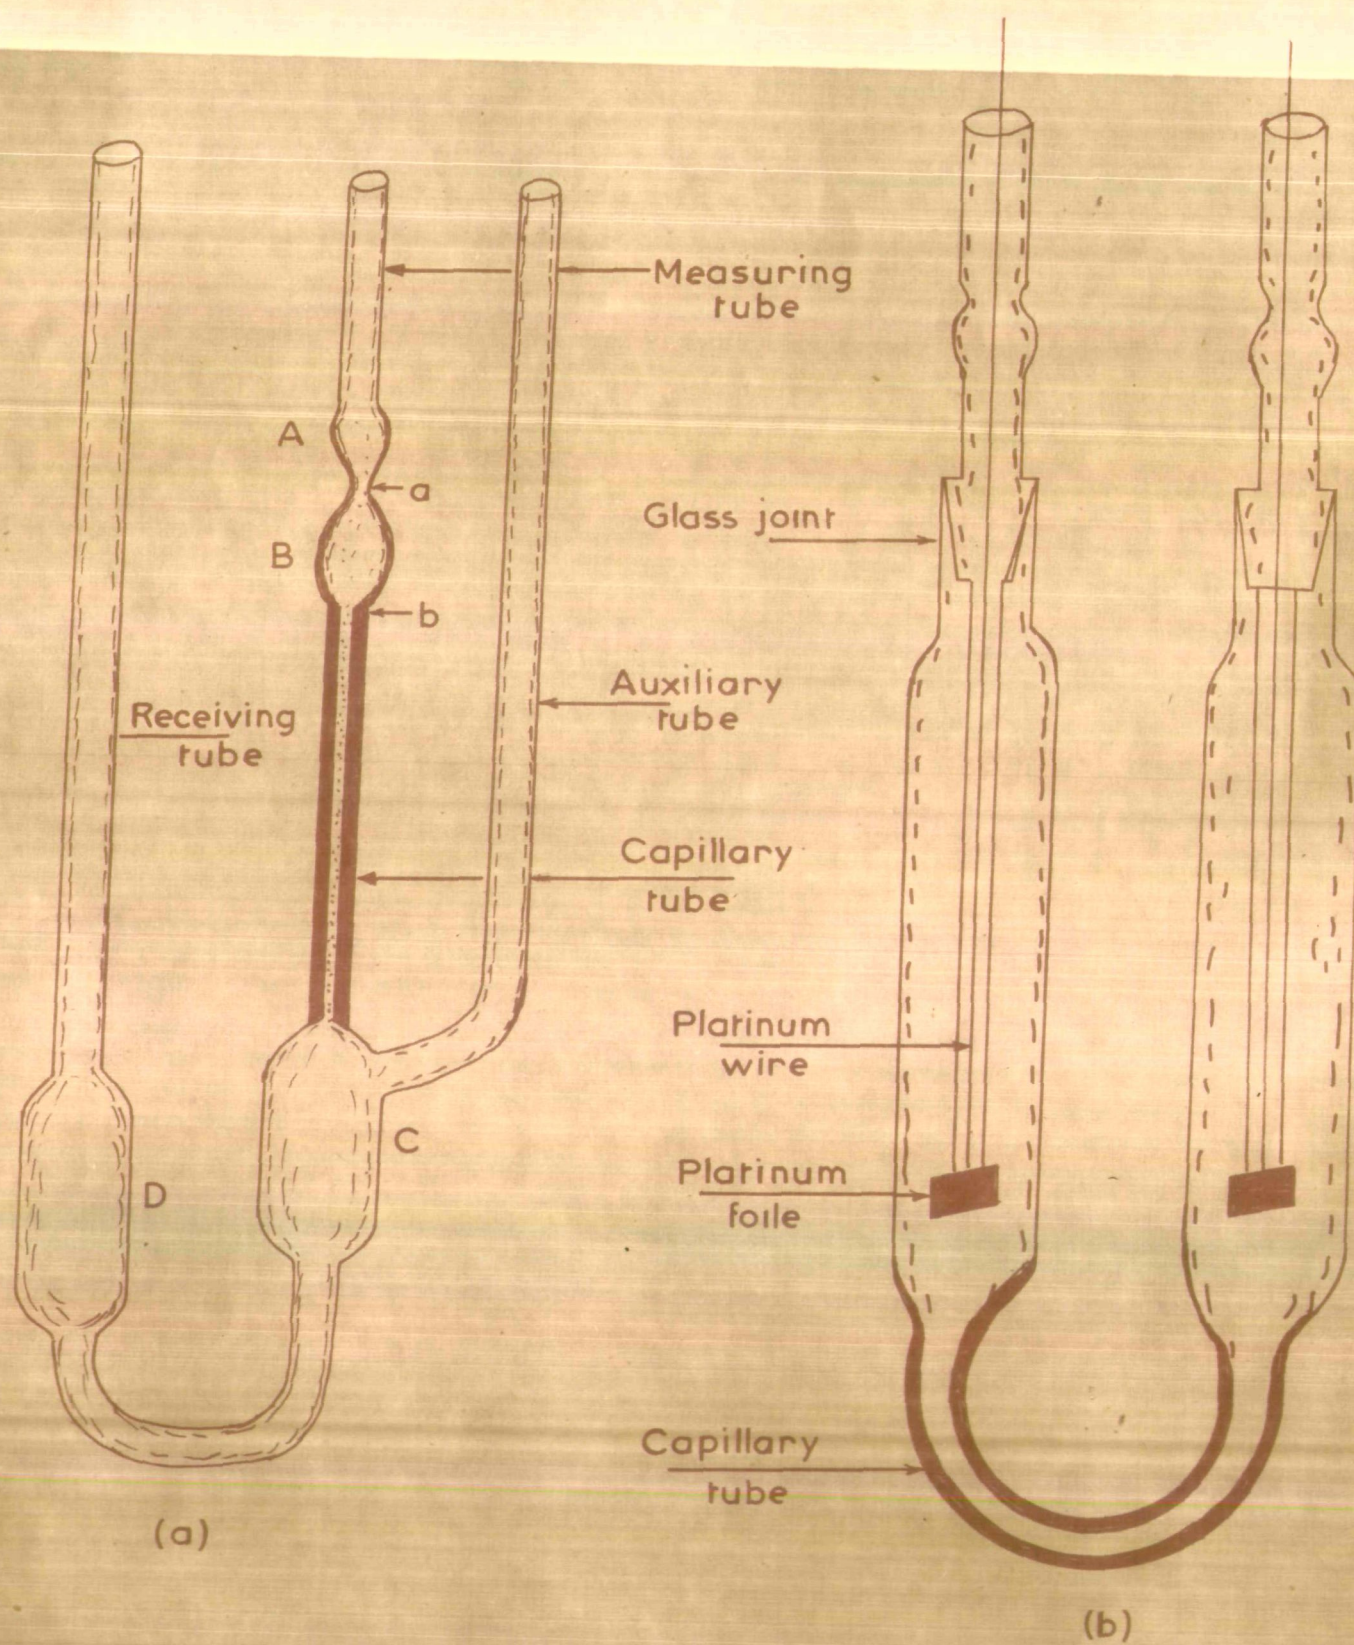 Measuring
tube
A
a
Glass joint
B
b
Auxiliary
tube
Receiving
tube
Capillary
tube
Platinum
wire
C
Platinum
foile
D
Capillary
tube
(a)
(b)